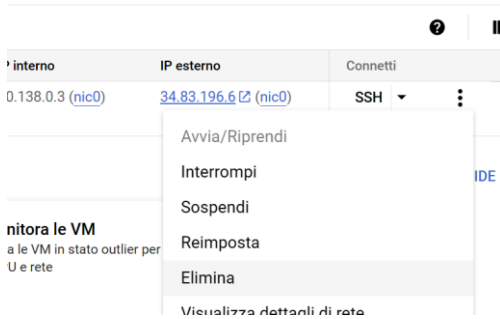 IP interno IP esterno Connetti
0.138.0.3 (nic0) 34.83.196.6 (nic0) SSH
Avvia/Riprendi
Interrompi
IDE
Sospendi
nitora le VM
Reimposta
a le VM in stato outlier per
U e rete
Elimina
Visualizza dettagli di rete